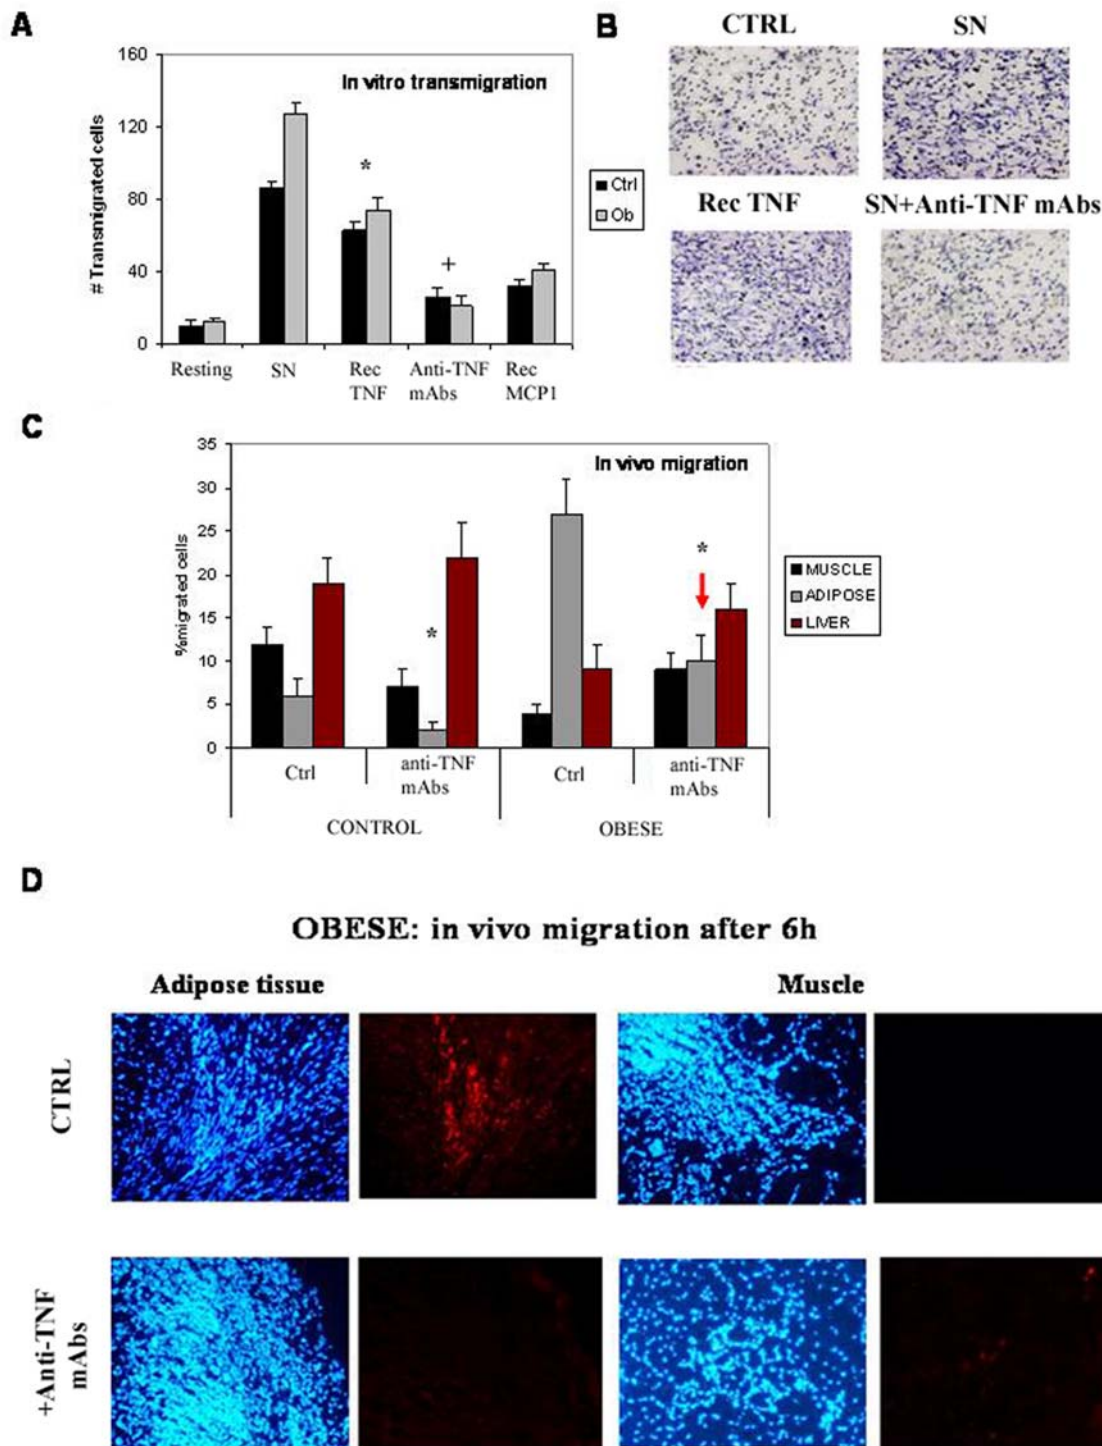 A
160
120
80
40
0
# Transmigrated cells
In vitro transmigration
*
+
Resting
SN
Rec
TNF
Anti-TNF
mAbs
Rec
MCP1
Ctrl
Ob
B
CTRL
SN
Rec TNF
SN+Anti-TNF mAbs
C
35
30
25
20
15
10
5
0
%migrated cells
In vivo migration
*
*
MUSCLE
ADIPOSE
LIVER
Ctrl
anti-TNF
mAbs
Ctrl
anti-TNF
mAbs
CONTROL
OBESE
D
OBESE: in vivo migration after 6h
Adipose tissue
Muscle
CTRL
+Anti-TNF
mAbs